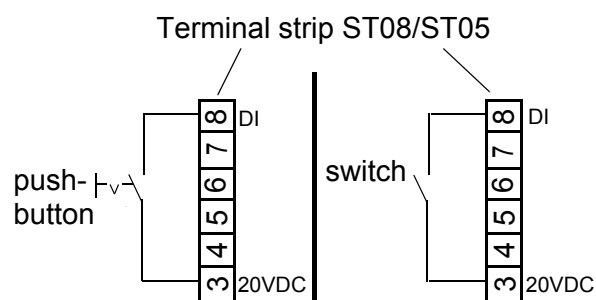 Terminal strip ST08/ST05
8 DI
7
6
5
4
3 20VDC
push-
button
v
8 DI
7
6
5
4
3 20VDC
switch